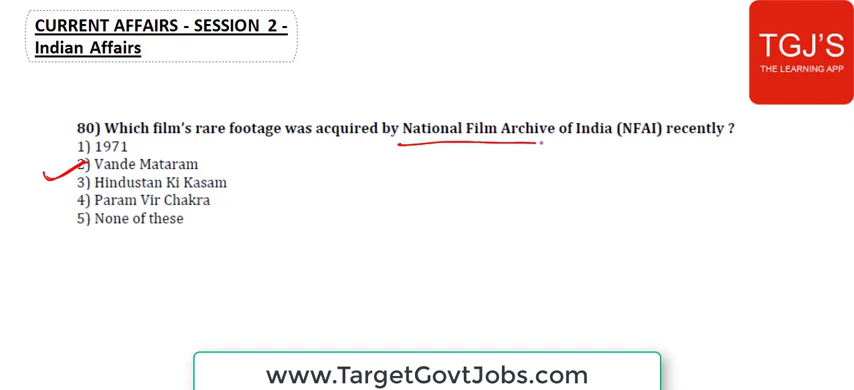 CURRENT AFFAIRS - SESSION 2 -
Indian Affairs
TGJ'S
THE LEARNING APP
80) Which film's rare footage was acquired by National Film Archive of India (NFAI) recently ?
1) 1971
2) Vande Mataram
3) Hindustan Ki Kasam
4) Param Vir Chakra
5) None of these
www.TargetGovtJobs.com